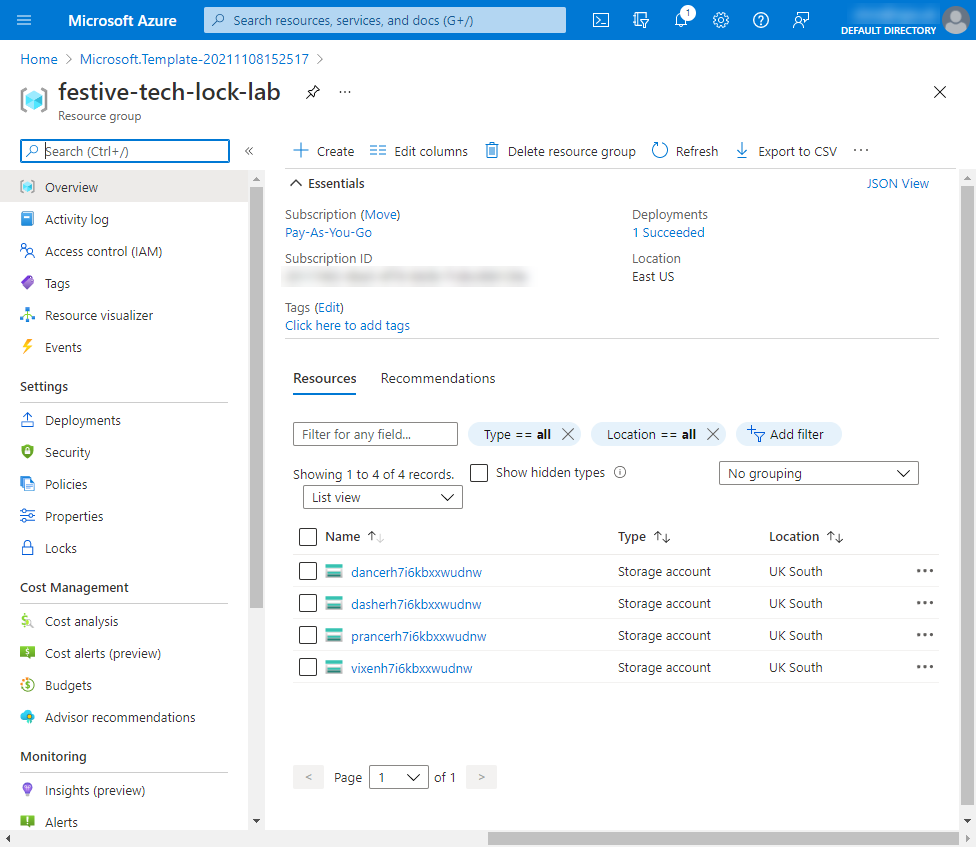 Microsoft Azure
Search resources, services, and docs (G+/)
1
DEFAULT DIRECTORY
Home > Microsoft.Template-20211108152517 >
festive-tech-lock-lab
Resource group
Search (Ctrl+/)
«
Overview
Activity log
Access control (IAM)
Tags
Resource visualizer
Events
Settings
Deployments
Security
Policies
Properties
Locks
Cost Management
Cost analysis
Cost alerts (preview)
Budgets
Advisor recommendations
Monitoring
Insights (preview)
Alerts
Create Edit columns Delete resource group Refresh Export to CSV ...
Essentials JSON View
Subscription (Move)
Pay-As-You-Go
Subscription ID
Deployments
1 Succeeded
Location
East US
Tags (Edit)
Click here to add tags
Resources Recommendations
Filter for any field... Type == all Location == all Add filter
Showing 1 to 4 of 4 records. Show hidden types No grouping
List view
Name Type Location
dancerh7i6kbxxwudnw Storage account UK South
dasherh7i6kbxxwudnw Storage account UK South
prancerh7i6kbxxwudnw Storage account UK South
vixenh7i6kbxxwudnw Storage account UK South
< Page 1 of 1 >